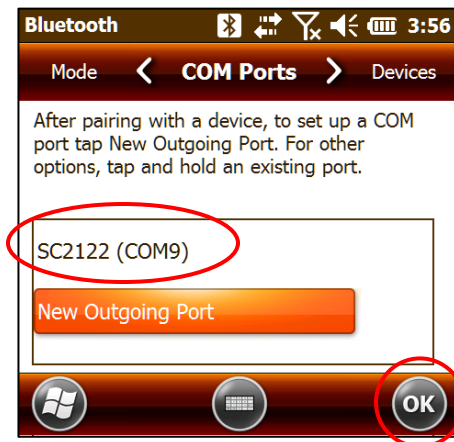 Bluetooth 3:56
Mode COM Ports Devices
After pairing with a device, to set up a COM
port tap New Outgoing Port. For other
options, tap and hold an existing port.
SC2122 (COM9)
New Outgoing Port
OK